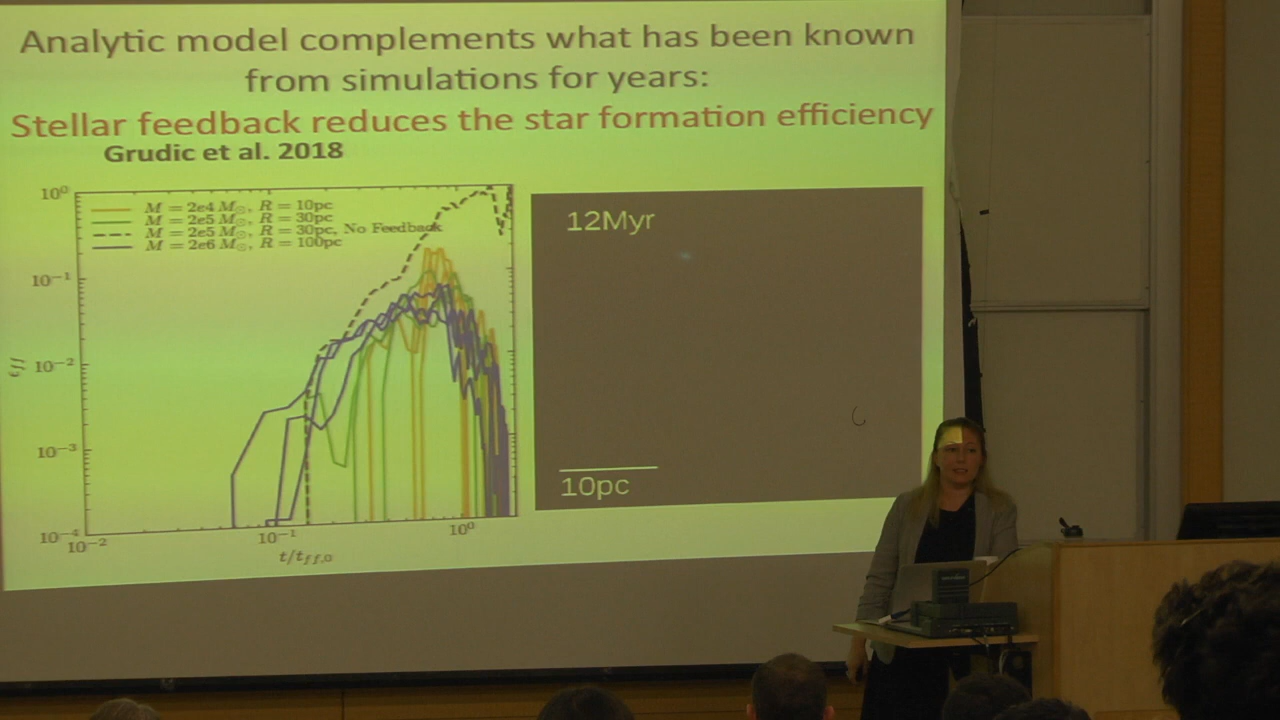 Analytic model complements what has been known
from simulations for years:
Stellar feedback reduces the star formation efficiency
Grudic et al. 2018
M = 2e4 M☉, R = 10pc
M = 2e5 M☉, R = 30pc
M = 2e5 M☉, R = 30pc, No Feedback
M = 2e6 M☉, R = 100pc
10⁰
10⁻¹
10⁻²
10⁻³
10⁻⁴
ϵff
10⁻²
10⁻¹
10⁰
t/tff,0
12Myr
10pc